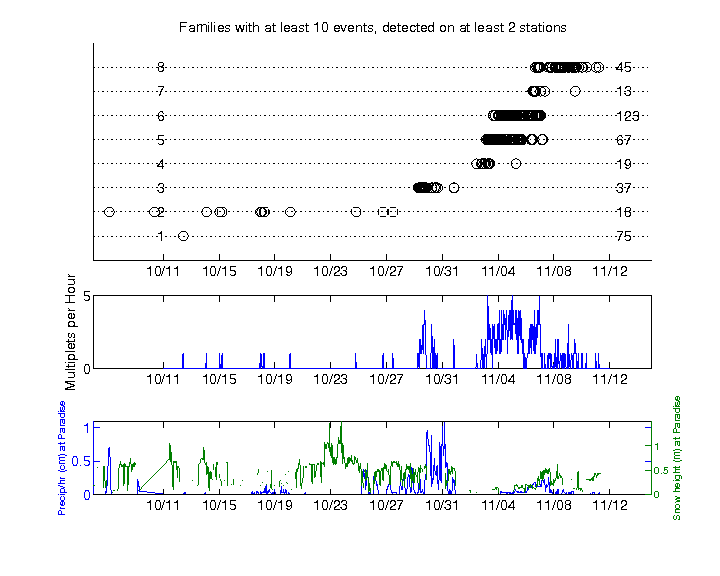 Families with at least 10 events, detected on at least 2 stations
8 45
7 13
6 123
5 67
4 19
3 37
2 18
1 75
10/11 10/15 10/19 10/23 10/27 10/31 11/04 11/08 11/12
Multiplets per Hour
5
0
10/11 10/15 10/19 10/23 10/27 10/31 11/04 11/08 11/12
Precip/hr (cm) at Paradise
1
0.5
0
Snow height (m) at Paradise
1
0.5
0
10/11 10/15 10/19 10/23 10/27 10/31 11/04 11/08 11/12